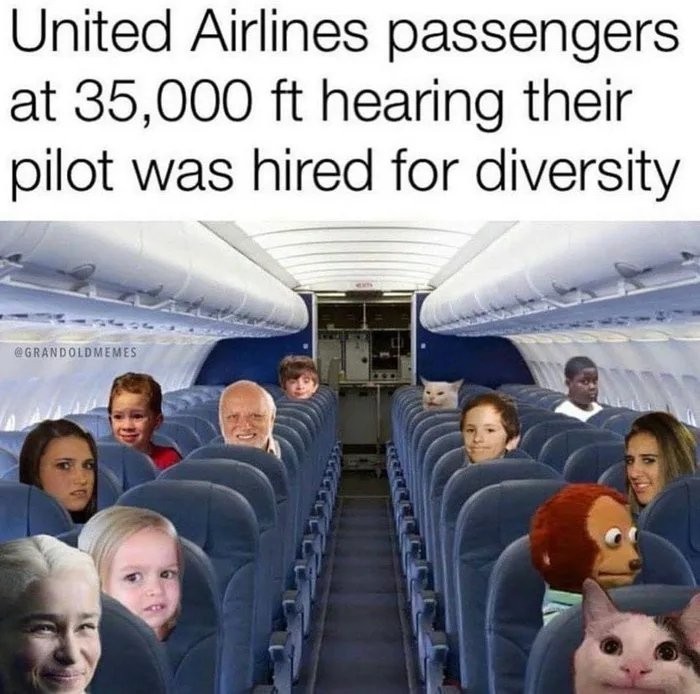 United Airlines passengers
at 35,000 ft hearing their
pilot was hired for diversity
@GRANDOLDMEMES